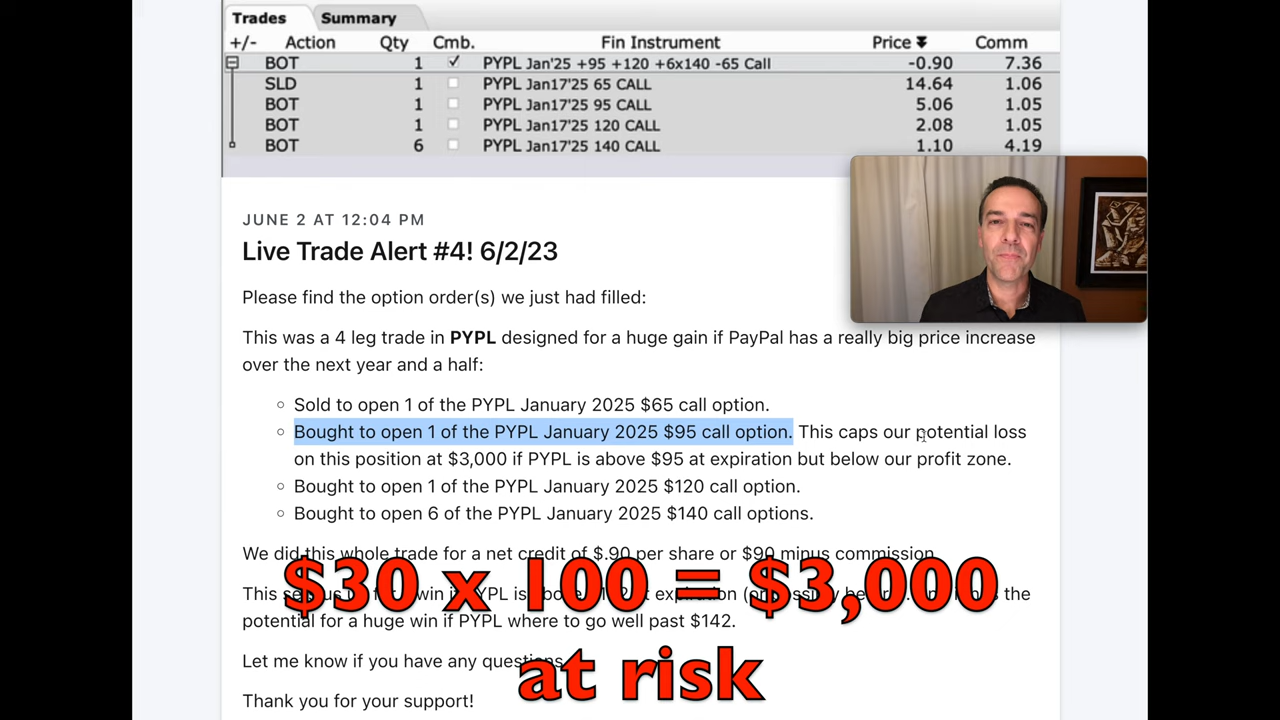 Trades Summary
+/- Action Qty Cmb. Fin Instrument Price Comm
BOT 1 PYPL Jan'25 +95 +120 +6x140 -65 Call -0.90 7.36
SLD 1 PYPL Jan17'25 65 CALL 14.64 1.06
BOT 1 PYPL Jan17'25 95 CALL 5.06 1.05
BOT 1 PYPL Jan17'25 120 CALL 2.08 1.05
BOT 6 PYPL Jan17'25 140 CALL 1.10 4.19
JUNE 2 AT 12:04 PM
Live Trade Alert #4! 6/2/23
Please find the option order(s) we just had filled:
This was a 4 leg trade in PYPL designed for a huge gain if PayPal has a really big price increase
over the next year and a half:
Sold to open 1 of the PYPL January 2025 $65 call option.
Bought to open 1 of the PYPL January 2025 $95 call option. This caps our potential loss
on this position at $3,000 if PYPL is above $95 at expiration but below our profit zone.
Bought to open 1 of the PYPL January 2025 $120 call option.
Bought to open 6 of the PYPL January 2025 $140 call options.
We did this whole trade for a net credit of $.90 per share or $90 minus commission
$30 x 100 = $3,000
This the
potential for a huge win if PYPL where to go well past $142.
Let me know if you have any questions
at risk
Thank you for your support!